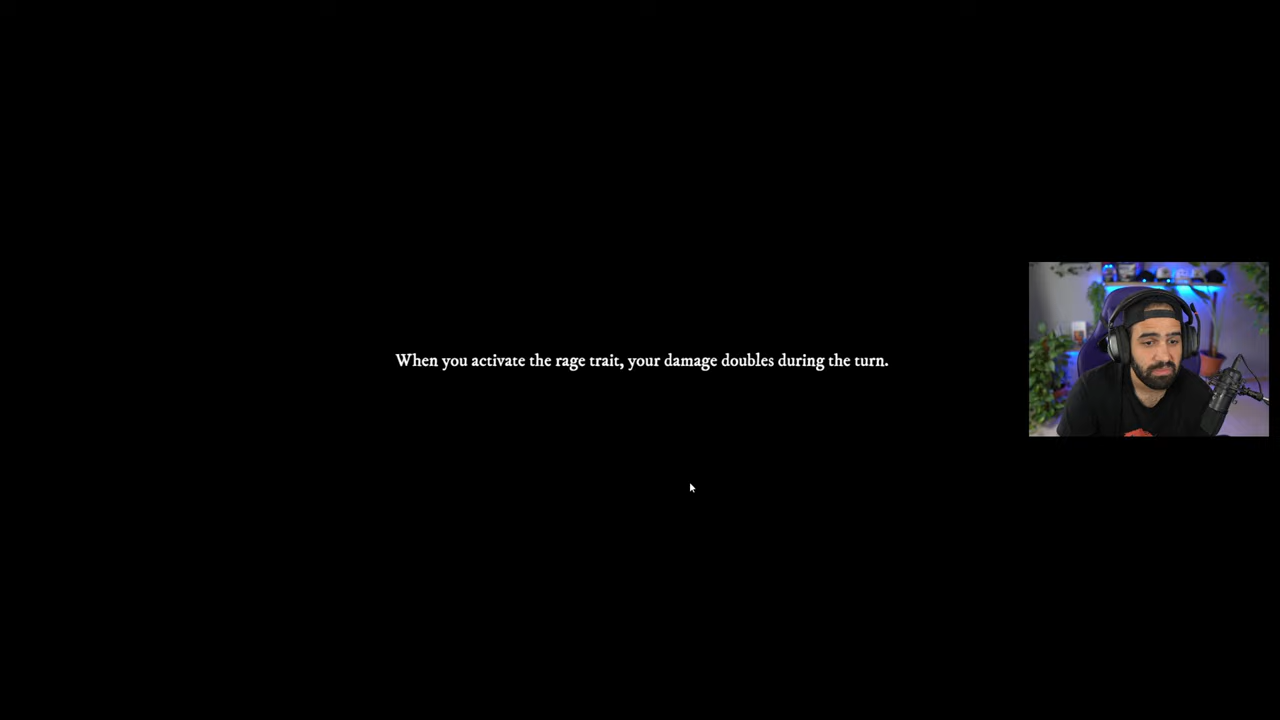 When you activate the rage trait, your damage doubles during the turn.